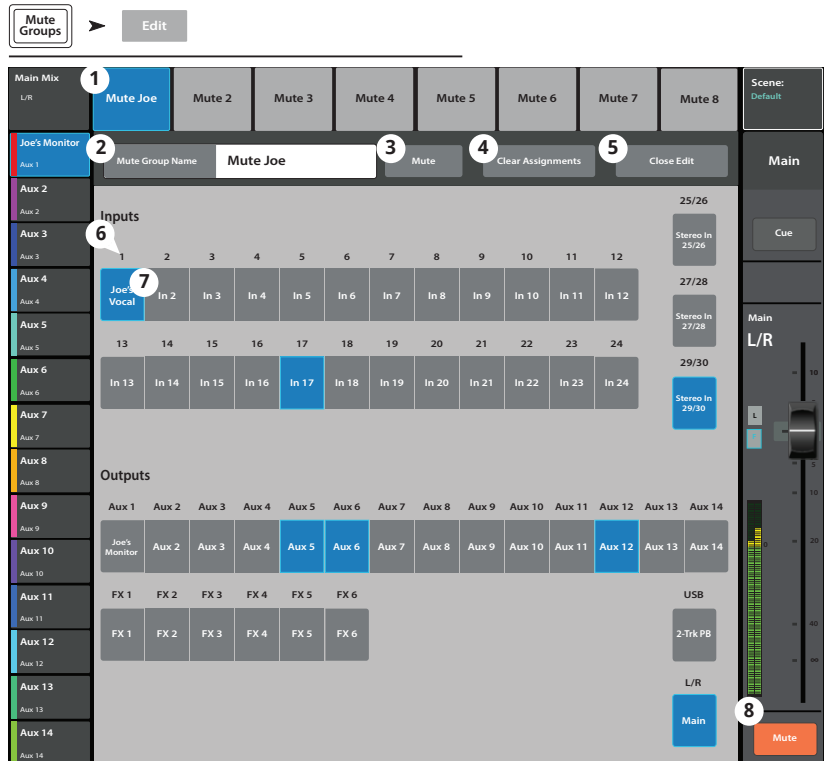 Mute
Groups
Edit
Main Mix
L/R
1
Mute Joe
Mute 2
Mute 3
Mute 4
Mute 5
Mute 6
Mute 7
Mute 8
Scene:
Default
Joe's Monitor
Aux 1
2
Mute Group Name
Mute Joe
3
Mute
4
Clear Assignments
5
Close Edit
Main
Aux 2
Aux 2
Aux 3
Aux 3
Aux 4
Aux 4
Aux 5
Aux 5
Aux 6
Aux 6
Aux 7
Aux 7
Aux 8
Aux 8
Aux 9
Aux 9
Aux 10
Aux 10
Aux 11
Aux 11
Aux 12
Aux 12
Aux 13
Aux 13
Aux 14
Aux 14
Inputs
6
1 2 3 4 5 6 7 8 9 10 11 12
Joe's
Vocal
7
In 2 In 3 In 4 In 5 In 6 In 7 In 8 In 9 In 10 In 11 In 12
13 14 15 16 17 18 19 20 21 22 23 24
In 13 In 14 In 15 In 16 In 17 In 18 In 19 In 20 In 21 In 22 In 23 In 24
25/26
Stereo In
25/26
27/28
Stereo In
27/28
29/30
Stereo In
29/30
Outputs
Aux 1 Aux 2 Aux 3 Aux 4 Aux 5 Aux 6 Aux 7 Aux 8 Aux 9 Aux 10 Aux 11 Aux 12 Aux 13 Aux 14
Joe's
Monitor
Aux 2 Aux 3 Aux 4 Aux 5 Aux 6 Aux 7 Aux 8 Aux 9 Aux 10 Aux 11 Aux 12 Aux 13 Aux 14
FX 1 FX 2 FX 3 FX 4 FX 5 FX 6
FX 1 FX 2 FX 3 FX 4 FX 5 FX 6
USB
2-Trk PB
L/R
Main
Cue
Main
L/R
10
L
5
10
0
20
40
∞
8
Mute